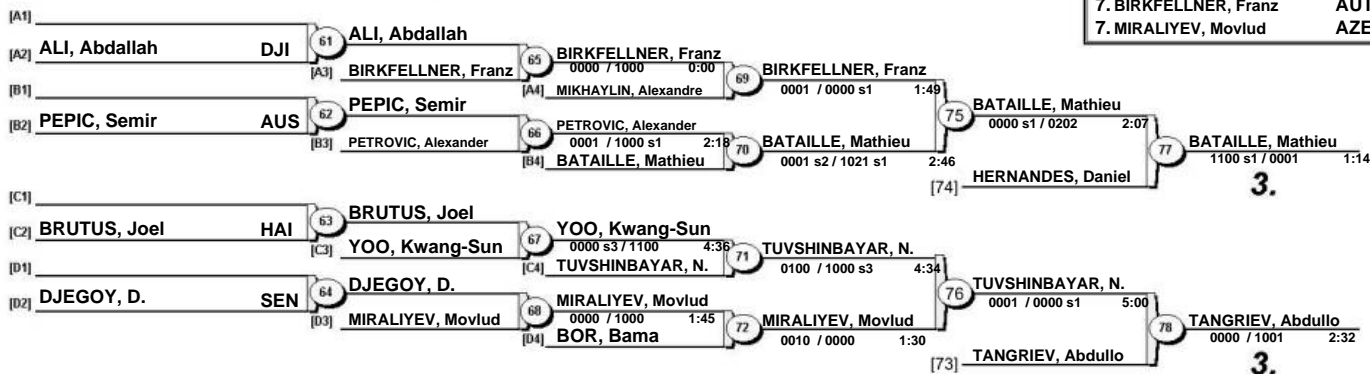 7. BIRKFELLNER, Franz AUT
7. MIRALIYEV, Movlud AZE
[A1]
[A2] ALI, Abdallah DJI
61
ALI, Abdallah
[A3] BIRKFELLNER, Franz
65
BIRKFELLNER, Franz
0000 / 1000 0:00
[A4] MIKHAYLIN, Alexandre
69
BIRKFELLNER, Franz
0001 / 0000 s1 1:49
[B1]
[B2] PEPIC, Semir AUS
62
PEPIC, Semir
[B3] PETROVIC, Alexander
66
PETROVIC, Alexander
0001 / 1000 s1 2:18
[B4] BATAILLE, Mathieu
70
BATAILLE, Mathieu
0001 s2 / 1021 s1 2:46
75
BATAILLE, Mathieu
0000 s1 / 0202 2:07
[74] HERNANDES, Daniel
77
BATAILLE, Mathieu
1100 s1 / 0001 1:14
3.
[C1]
[C2] BRUTUS, Joel HAI
63
BRUTUS, Joel
[C3] YOO, Kwang-Sun
67
YOO, Kwang-Sun
0000 s3 / 1100 4:36
[C4] TUVSHINBAYAR, N.
71
TUVSHINBAYAR, N.
0100 / 1000 s3 4:34
[D1]
[D2] DJEGOY, D. SEN
64
DJEGOY, D.
[D3] MIRALIYEV, Movlud
68
MIRALIYEV, Movlud
0000 / 1000 1:45
[D4] BOR, Bama
72
MIRALIYEV, Movlud
0010 / 0000 1:30
76
TUVSHINBAYAR, N.
0001 / 0000 s1 5:00
[73] TANGRIEV, Abdullo
78
TANGRIEV, Abdullo
0000 / 1001 2:32
3.